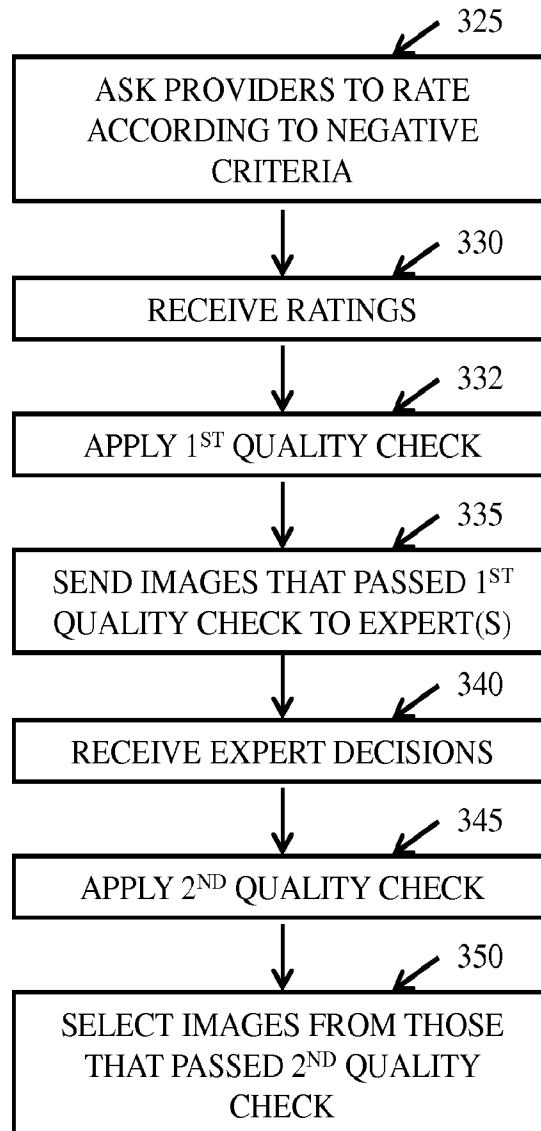 325
ASK PROVIDERS TO RATE
ACCORDING TO NEGATIVE
CRITERIA
330
RECEIVE RATINGS
332
APPLY 1ST QUALITY CHECK
335
SEND IMAGES THAT PASSED 1ST
QUALITY CHECK TO EXPERT(S)
340
RECEIVE EXPERT DECISIONS
345
APPLY 2ND QUALITY CHECK
350
SELECT IMAGES FROM THOSE
THAT PASSED 2ND QUALITY
CHECK